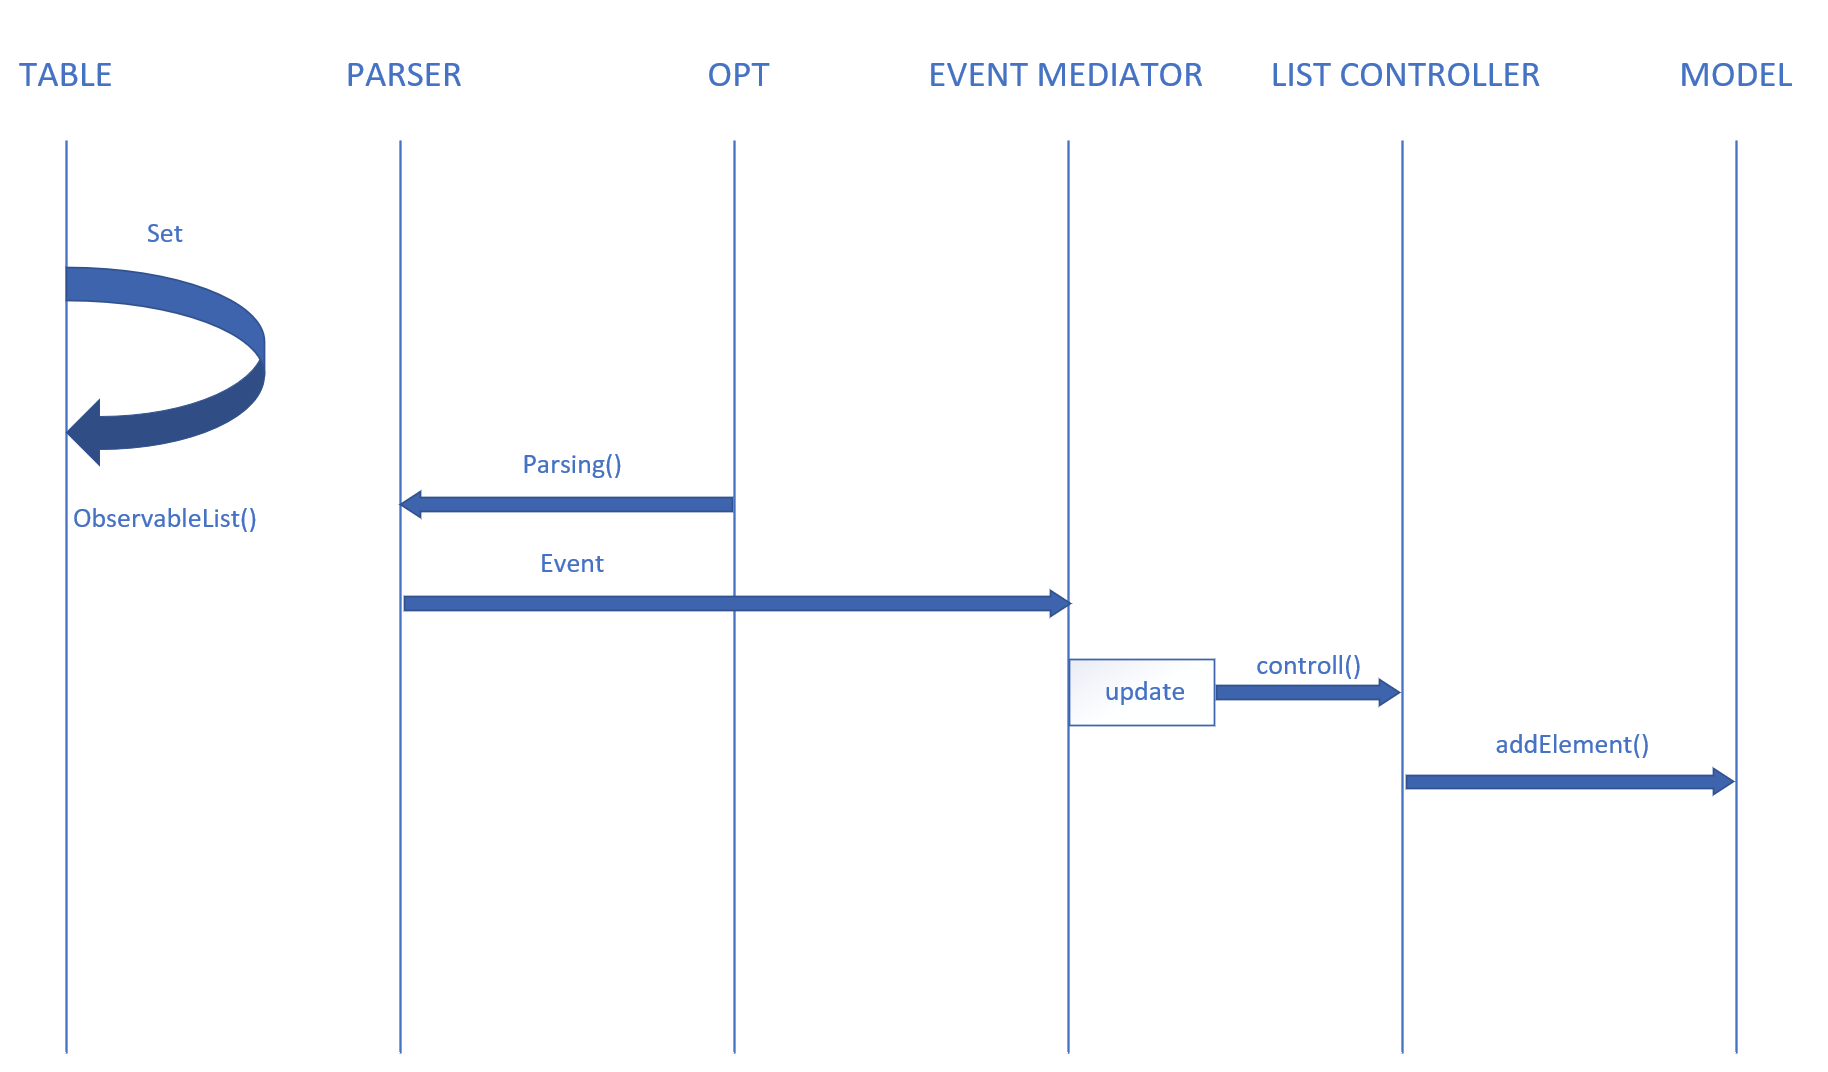 TABLE
PARSER
OPT
EVENT MEDIATOR
LIST CONTROLLER
MODEL
Set
Parsing()
ObservableList()
Event
controll()
update
addElement()